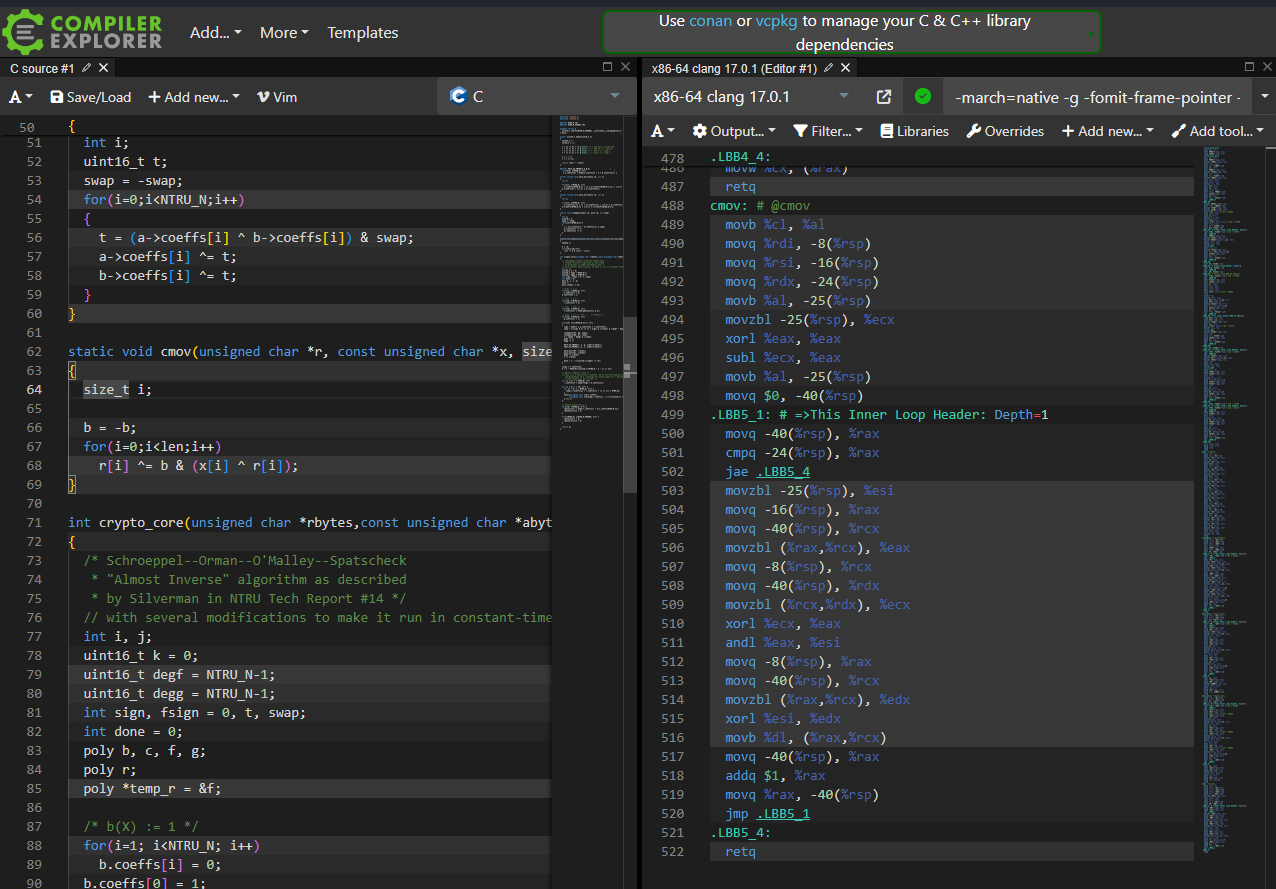 COMPILER
EXPLORER
Add...
More
Templates
Use conan or vcpkg to manage your C & C++ library
dependencies
C source #1
A
Save/Load
+ Add new...
Vim
C
50 {
51 int i;
52 uint16_t t;
53 swap = -swap;
54 for(i=0;i<NTRU_N;i++)
55 {
56 t = (a->coeffs[i] ^ b->coeffs[i]) & swap;
57 a->coeffs[i] ^= t;
58 b->coeffs[i] ^= t;
59 }
60 }
61
62 static void cmov(unsigned char *r, const unsigned char *x, size
63 {
64 size_t i;
65
66 b = -b;
67 for(i=0;i<len;i++)
68 r[i] ^= b & (x[i] ^ r[i]);
69 }
70
71 int crypto_core(unsigned char *rbytes,const unsigned char *abyt
72 {
73 /* Schroeppel--Orman--O'Malley--Spatscheck
74 * "Almost Inverse" algorithm as described
75 * by Silverman in NTRU Tech Report #14 */
76 // with several modifications to make it run in constant-time
77 int i, j;
78 uint16_t k = 0;
79 uint16_t degf = NTRU_N-1;
80 uint16_t degg = NTRU_N-1;
81 int sign, fsign = 0, t, swap;
82 int done = 0;
83 poly b, c, f, g;
84 poly r;
85 poly *temp_r = &f;
86
87 /* b(X) := 1 */
88 for(i=1; i<NTRU_N; i++)
89 b.coeffs[i] = 0;
90 b.coeffs[0] = 1;
x86-64 clang 17.0.1 (Editor #1)
x86-64 clang 17.0.1
-march=native -g -fomit-frame-pointer -
A
Output...
Filter...
Libraries
Overrides
+ Add new...
Add tool...
478 .LBB4_4:
486 movw %cx, (%rax)
487 retq
488 cmov: # @cmov
489 movb %cl, %al
490 movq %rdi, -8(%rsp)
491 movq %rsi, -16(%rsp)
492 movq %rdx, -24(%rsp)
493 movb %al, -25(%rsp)
494 movzbl -25(%rsp), %ecx
495 xorl %eax, %eax
496 subl %ecx, %eax
497 movb %al, -25(%rsp)
498 movq $0, -40(%rsp)
499 .LBB5_1: # =>This Inner Loop Header: Depth=1
500 movq -40(%rsp), %rax
501 cmpq -24(%rsp), %rax
502 jae .LBB5_4
503 movzbl -25(%rsp), %esi
504 movq -16(%rsp), %rax
505 movq -40(%rsp), %rcx
506 movzbl (%rax,%rcx), %eax
507 movq -8(%rsp), %rcx
508 movq -40(%rsp), %rdx
509 movzbl (%rcx,%rdx), %ecx
510 xorl %ecx, %eax
511 andl %eax, %esi
512 movq -8(%rsp), %rax
513 movq -40(%rsp), %rcx
514 movzbl (%rax,%rcx), %edx
515 xorl %esi, %edx
516 movb %dl, (%rax,%rcx)
517 movq -40(%rsp), %rax
518 addq $1, %rax
519 movq %rax, -40(%rsp)
520 jmp .LBB5_1
521 .LBB5_4:
522 retq